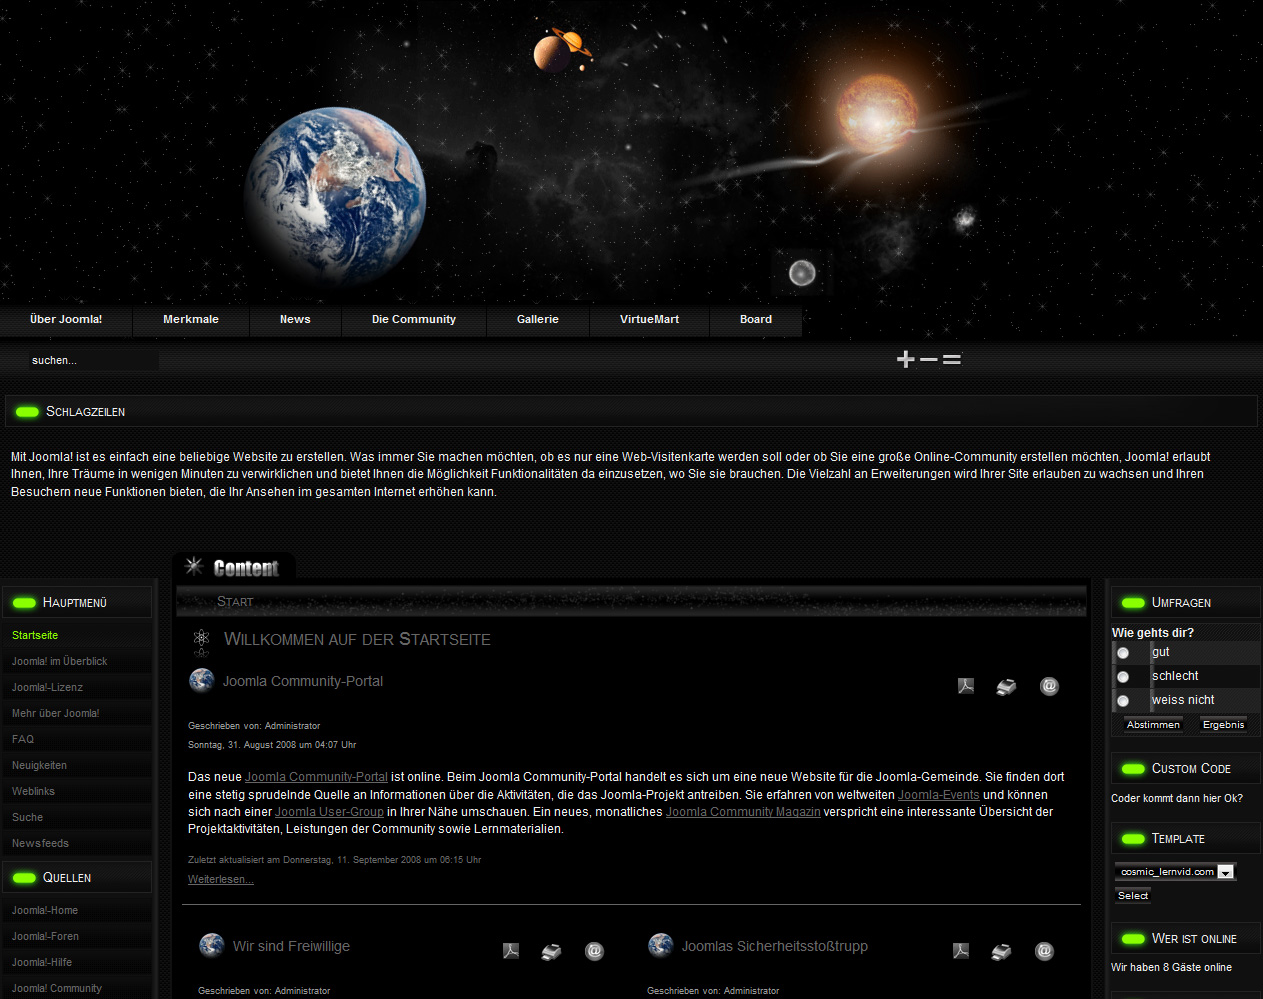 Über Joomla! Merkmale News Die Community Gallerie VirtueMart Board
suchen...
Schlagzeilen
Mit Joomla! ist es einfach eine beliebige Website zu erstellen. Was immer Sie machen möchten, ob es nur eine Web-Visitenkarte werden soll oder ob Sie eine große Online-Community erstellen möchten, Joomla! erlaubt
Ihnen, Ihre Träume in wenigen Minuten zu verwirklichen und bietet Ihnen die Möglichkeit Funktionalitäten da einzusetzen, wo Sie sie brauchen. Die Vielzahl an Erweiterungen wird Ihrer Site erlauben zu wachsen und Ihren
Besuchern neue Funktionen bieten, die Ihr Ansehen im gesamten Internet erhöhen kann.
Hauptmenü
Startseite
Joomla! im Überblick
Joomla!-Lizenz
Mehr über Joomla!
FAQ
Neuigkeiten
Weblinks
Suche
Newsfeeds
Quellen
Joomla!-Home
Joomla!-Foren
Joomla!-Hilfe
Joomla! Community
Content
Start
Willkommen auf der Startseite
Joomla Community-Portal
Geschrieben von: Administrator
Sonntag, 31. August 2008 um 04:07 Uhr
Das neue Joomla Community-Portal ist online. Beim Joomla Community-Portal handelt es sich um eine neue Website für die Joomla-Gemeinde. Sie finden dort
eine stetig sprudelnde Quelle an Informationen über die Aktivitäten, die das Joomla-Projekt antreiben. Sie erfahren von weltweiten Joomla-Events und können
sich nach einer Joomla User-Group in Ihrer Nähe umschauen. Ein neues, monatliches Joomla Community Magazin verspricht eine interessante Übersicht der
Projektaktivitäten, Leistungen der Community sowie Lernmaterialien.
Zuletzt aktualisiert am Donnerstag, 11. September 2008 um 06:15 Uhr
Weiterlesen...
Wir sind Freiwillige
Geschrieben von: Administrator
Joomlas Sicherheitsstoßtrupp
Geschrieben von: Administrator
Umfragen
Wie gehts dir?
gut
schlecht
weiss nicht
Abstimmen Ergebnis
Custom Code
Coder kommt dann hier Ok?
Template
cosmic_lernvid.com
Select
Wer ist online
Wir haben 8 Gäste online